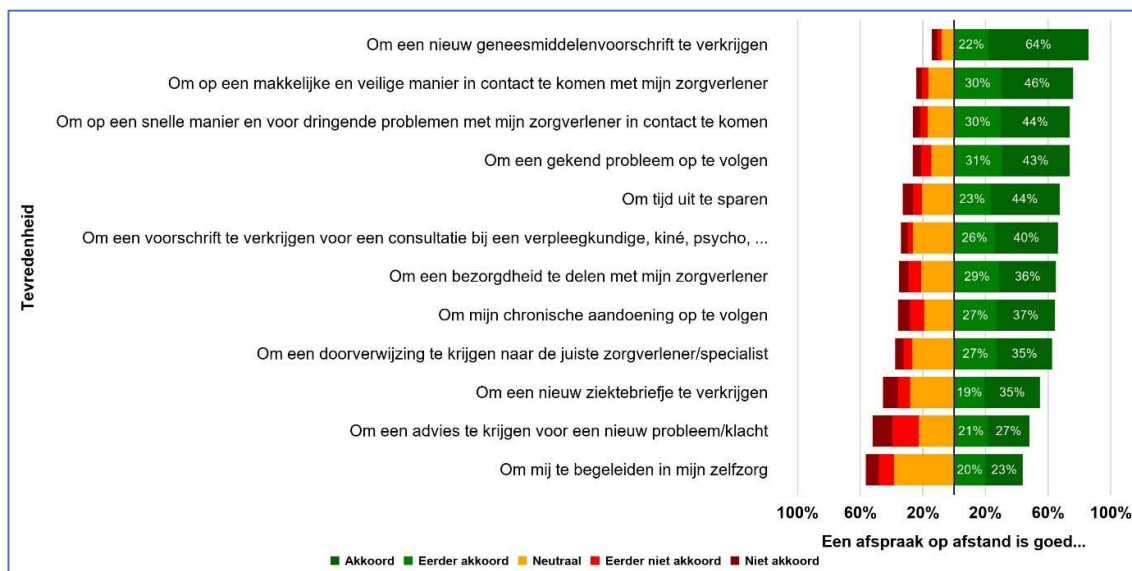 Tevredenheid
Om een nieuw geneesmiddelenvoorschrift te verkrijgen 22% 64%
Om op een makkelijke en veilige manier in contact te komen met mijn zorgverlener 30% 46%
Om op een snelle manier en voor dringende problemen met mijn zorgverlener in contact te komen 30% 44%
Om een gekend probleem op te volgen 31% 43%
Om tijd uit te sparen 23% 44%
Om een voorschrift te verkrijgen voor een consultatie bij een verpleegkundige, kiné, psycho, ... 26% 40%
Om een bezorgdheid te delen met mijn zorgverlener 29% 36%
Om mijn chronische aandoening op te volgen 27% 37%
Om een doorverwijzing te krijgen naar de juiste zorgverlener/specialist 27% 35%
Om een nieuw ziektebriefje te verkrijgen 19% 35%
Om een advies te krijgen voor een nieuw probleem/klacht 21% 27%
Om mij te begeleiden in mijn zelfzorg 20% 23%
100% 60% 20% 20% 60% 100%
Een afspraak op afstand is goed...
Akkoord Eerder akkoord Neutraal Eerder niet akkoord Niet akkoord